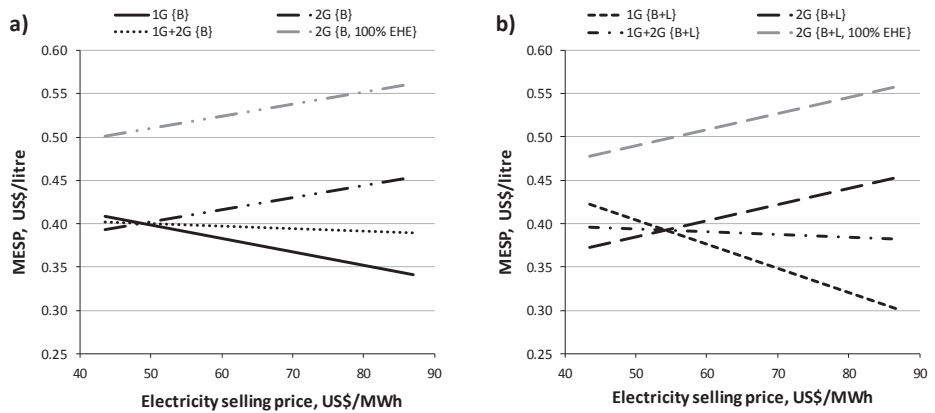 a)
1G {B}
2G {B}
1G+2G {B}
2G {B, 100% EHE}
MESP, US$/litre
0.60
0.55
0.50
0.45
0.40
0.35
0.30
0.25
40 50 60 70 80 90
Electricity selling price, US$/MWh
b)
1G {B+L}
2G {B+L}
1G+2G {B+L}
2G {B+L, 100% EHE}
MESP, US$/litre
0.60
0.55
0.50
0.45
0.40
0.35
0.30
0.25
40 50 60 70 80 90
Electricity selling price, US$/MWh